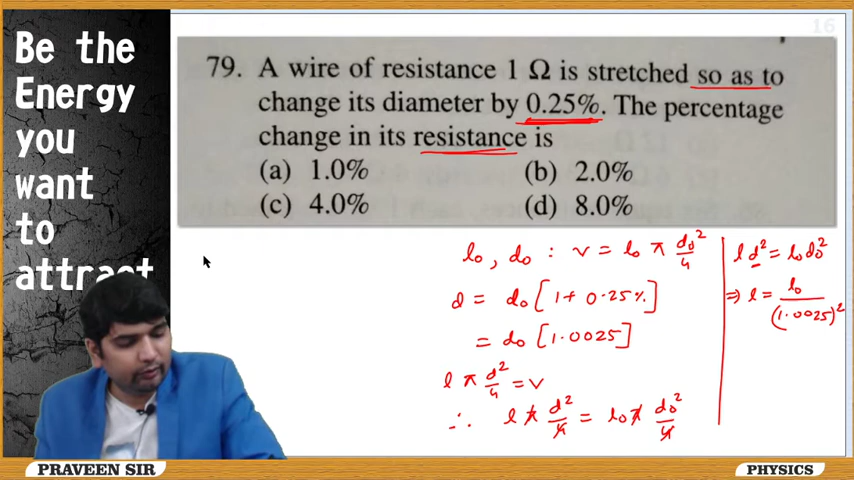 Be the
Energy
you
want
to
attract
16
79. A wire of resistance 1 Ω is stretched so as to
change its diameter by 0.25%. The percentage
change in its resistance is
(a) 1.0% (b) 2.0%
(c) 4.0% (d) 8.0%
l₀, d₀ : v = l₀ π d₀²/4
d = d₀ [1 + 0.25%]
= d₀ [1.0025]
l π d²/4 = v
∴ l π d²/4 = l₀ π d₀²/4
l d² = l₀ d₀²
⇒ l = l₀/(1.0025)²
PRAVEEN SIR
PHYSICS